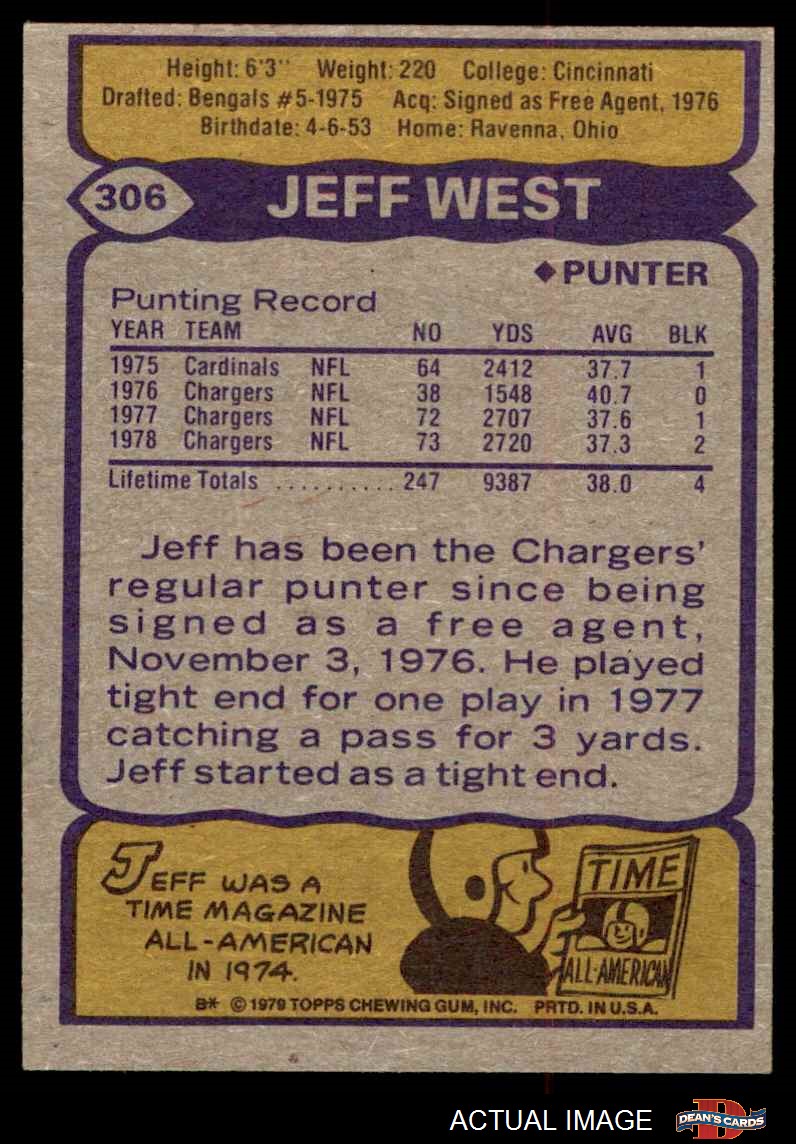 Height: 6'3" Weight: 220 College: Cincinnati
Drafted: Bengals #5-1975 Acq: Signed as Free Agent, 1976
Birthdate: 4-6-53 Home: Ravenna, Ohio
306 JEFF WEST
◆PUNTER
Punting Record
YEAR TEAM NO YDS AVG BLK
1975 Cardinals NFL 64 2412 37.7 1
1976 Chargers NFL 38 1548 40.7 0
1977 Chargers NFL 72 2707 37.6 1
1978 Chargers NFL 73 2720 37.3 2
Lifetime Totals .......... 247 9387 38.0 4
Jeff has been the Chargers'
regular punter since being
signed as a free agent,
November 3, 1976. He played
tight end for one play in 1977
catching a pass for 3 yards.
Jeff started as a tight end.
JEFF WAS A
TIME MAGAZINE
ALL-AMERICAN
IN 1974.
TIME
ALL-AMERICAN
B* © 1979 TOPPS CHEWING GUM, INC. PRTD. IN U.S.A.
ACTUAL IMAGE
D
DEAN'S CARDS